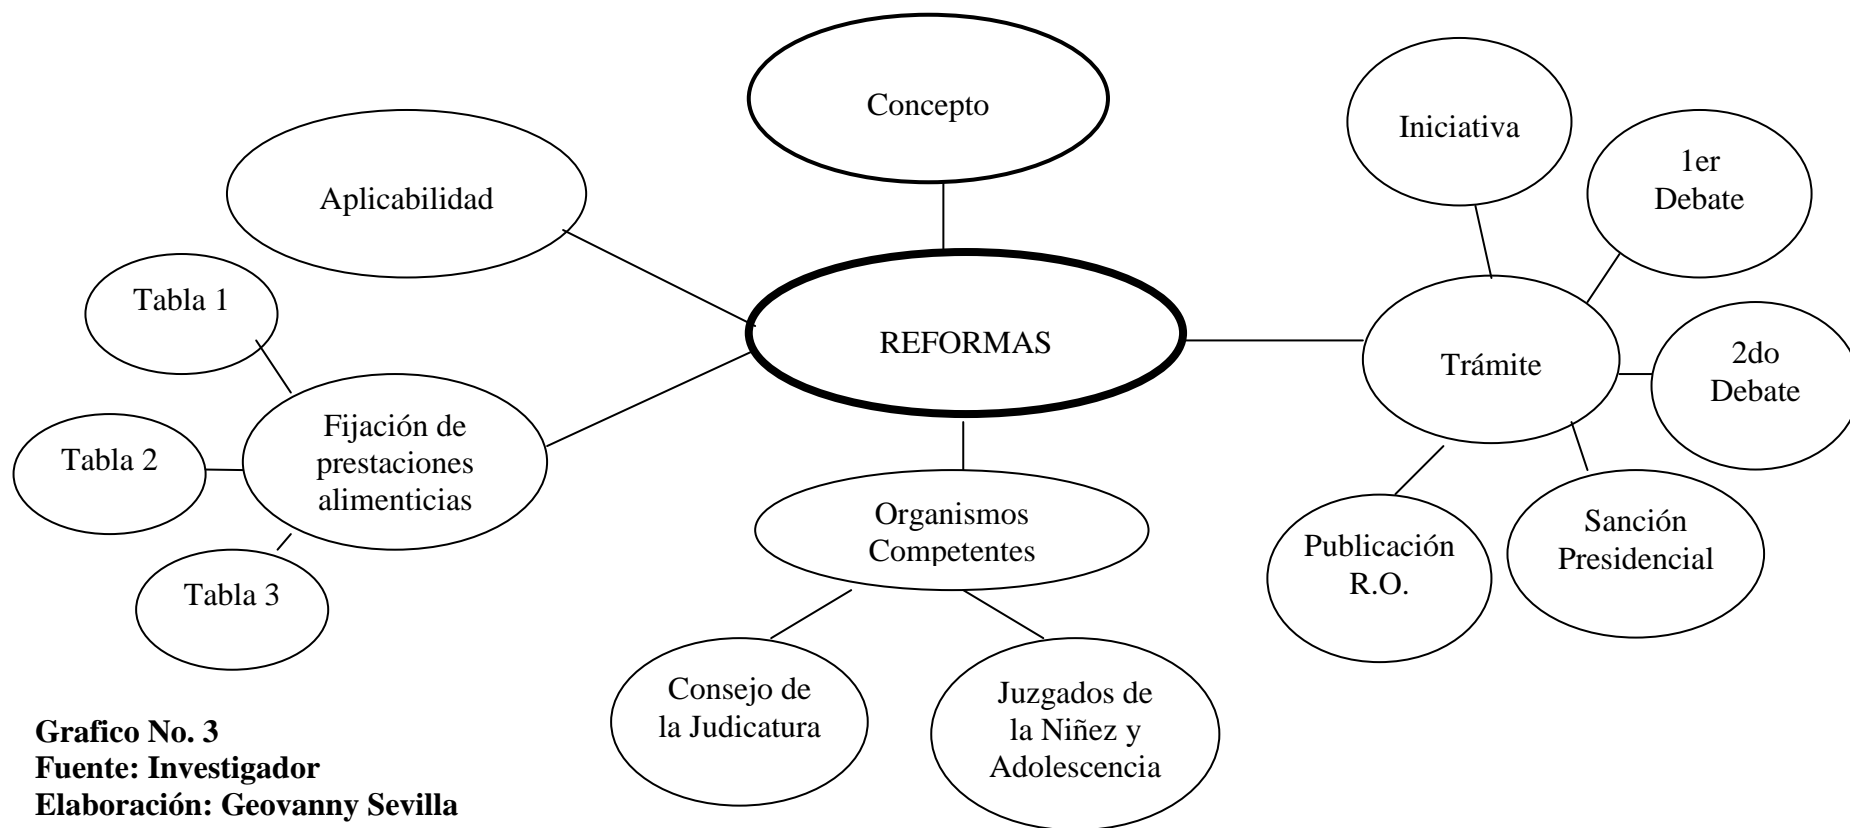 Concepto
Iniciativa
1er
Debate
Aplicabilidad
Tabla 1
REFORMAS
Trámite
2do
Debate
Fijación de
prestaciones
alimenticias
Tabla 2
Organismos
Competentes
Sanción
Presidencial
Publicación
R.O.
Tabla 3
Consejo de
la Judicatura
Juzgados de
la Niñez y
Adolescencia
Grafico No. 3
Fuente: Investigador
Elaboración: Geovanny Sevilla